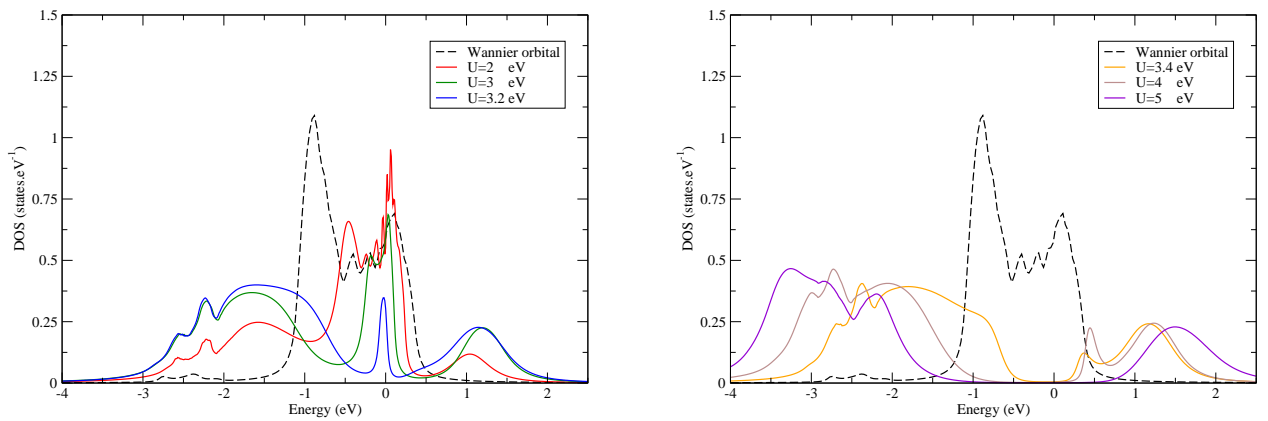 1.5
1.25
1
0.75
0.5
0.25
0
DOS (states.eV⁻¹)
-4 -3 -2 -1 0 1 2
Energy (eV)
Wannier orbital
U=2 eV
U=3 eV
U=3.2 eV
1.5
1.25
1
0.75
0.5
0.25
0
DOS (states.eV⁻¹)
-4 -3 -2 -1 0 1 2
Energy (eV)
Wannier orbital
U=3.4 eV
U=4 eV
U=5 eV